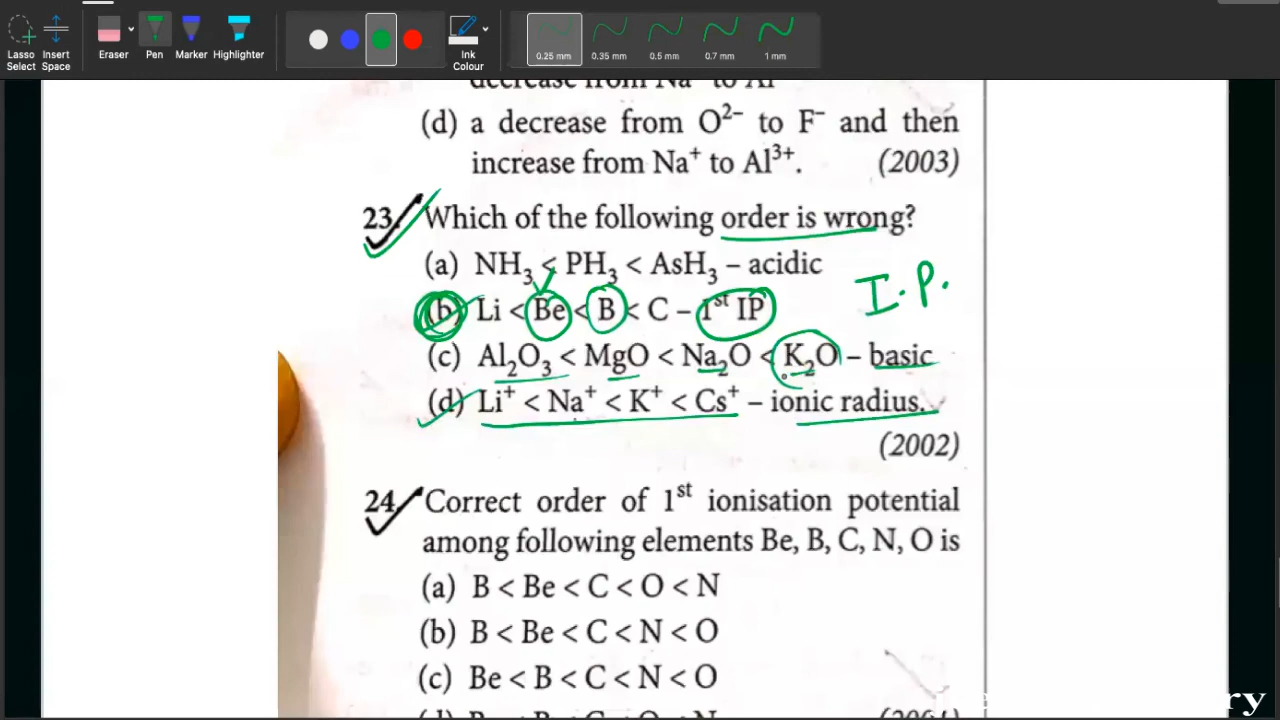 Lasso Select
Insert Space
Eraser
Pen
Marker
Highlighter
Ink Colour
0.25 mm
0.35 mm
0.5 mm
0.7 mm
1 mm
(d) a decrease from O²⁻ to F⁻ and then
increase from Na⁺ to Al³⁺. (2003)
23. Which of the following order is wrong?
(a) NH₃ < PH₃ < AsH₃ – acidic
I.P.
(b) Li < Be < B < C – 1ˢᵗ IP
(c) Al₂O₃ < MgO < Na₂O < K₂O – basic
(d) Li⁺ < Na⁺ < K⁺ < Cs⁺ – ionic radius.
(2002)
24. Correct order of 1ˢᵗ ionisation potential
among following elements Be, B, C, N, O is
(a) B < Be < C < O < N
(b) B < Be < C < N < O
(c) Be < B < C < N < O